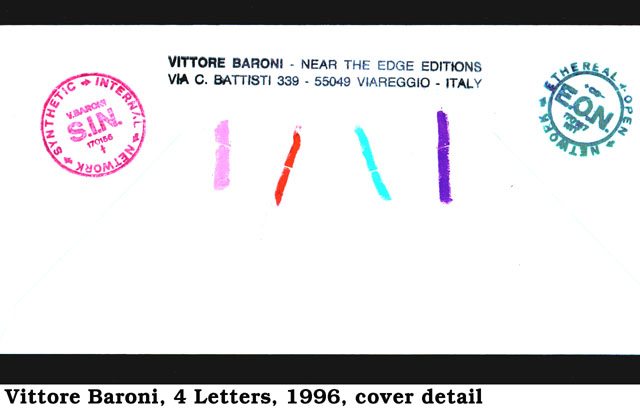 VITTORE BARONI - NEAR THE EDGE EDITIONS
VIA C. BATTISTI 339 - 55049 VIAREGGIO - ITALY
SYNTHETIC → INTERNAL → NETWORK →
V.BARONI
S.I.N.
170156
ETHEREAL → OPEN → NETWORK →
E.O.N.
Vittore Baroni, 4 Letters, 1996, cover detail